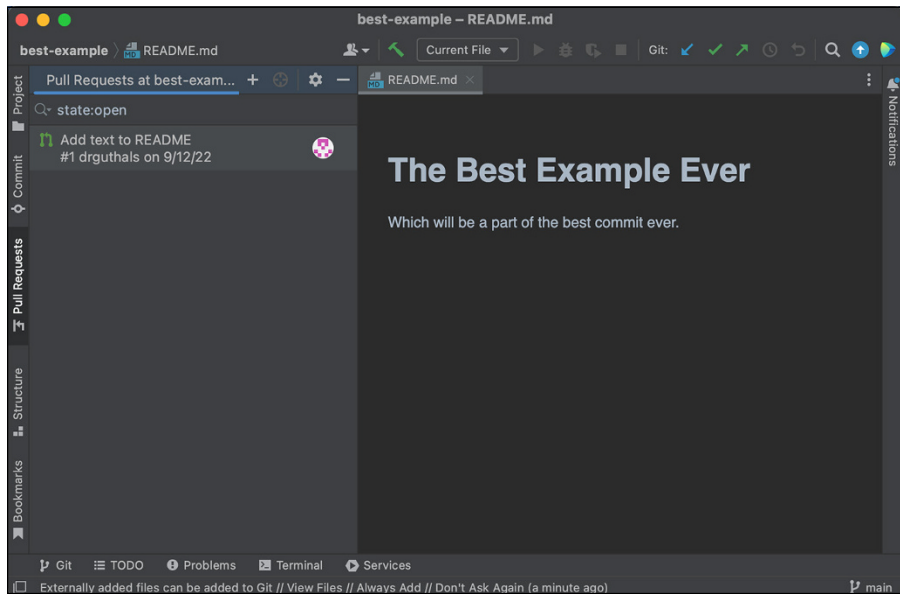 best-example – README.md
best-example 〉 README.md
Current File
Git:
Project
Commit
Pull Requests
Structure
Bookmarks
Pull Requests at best-exam...
state:open
Add text to README
#1 drguthals on 9/12/22
MD README.md
The Best Example Ever
Which will be a part of the best commit ever.
Notifications
Git TODO Problems Terminal Services
Externally added files can be added to Git // View Files // Always Add // Don't Ask Again (a minute ago) main